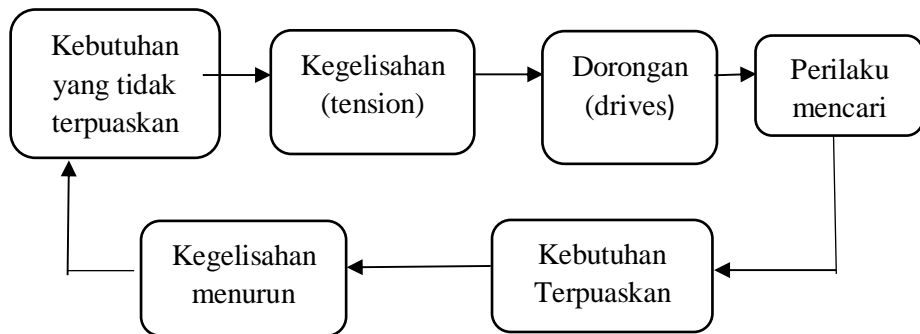 Kebutuhan
yang tidak
terpuaskan
Kegelisahan
(tension)
Dorongan
(drives)
Perilaku
mencari
Kebutuhan
Terpuaskan
Kegelisahan
menurun